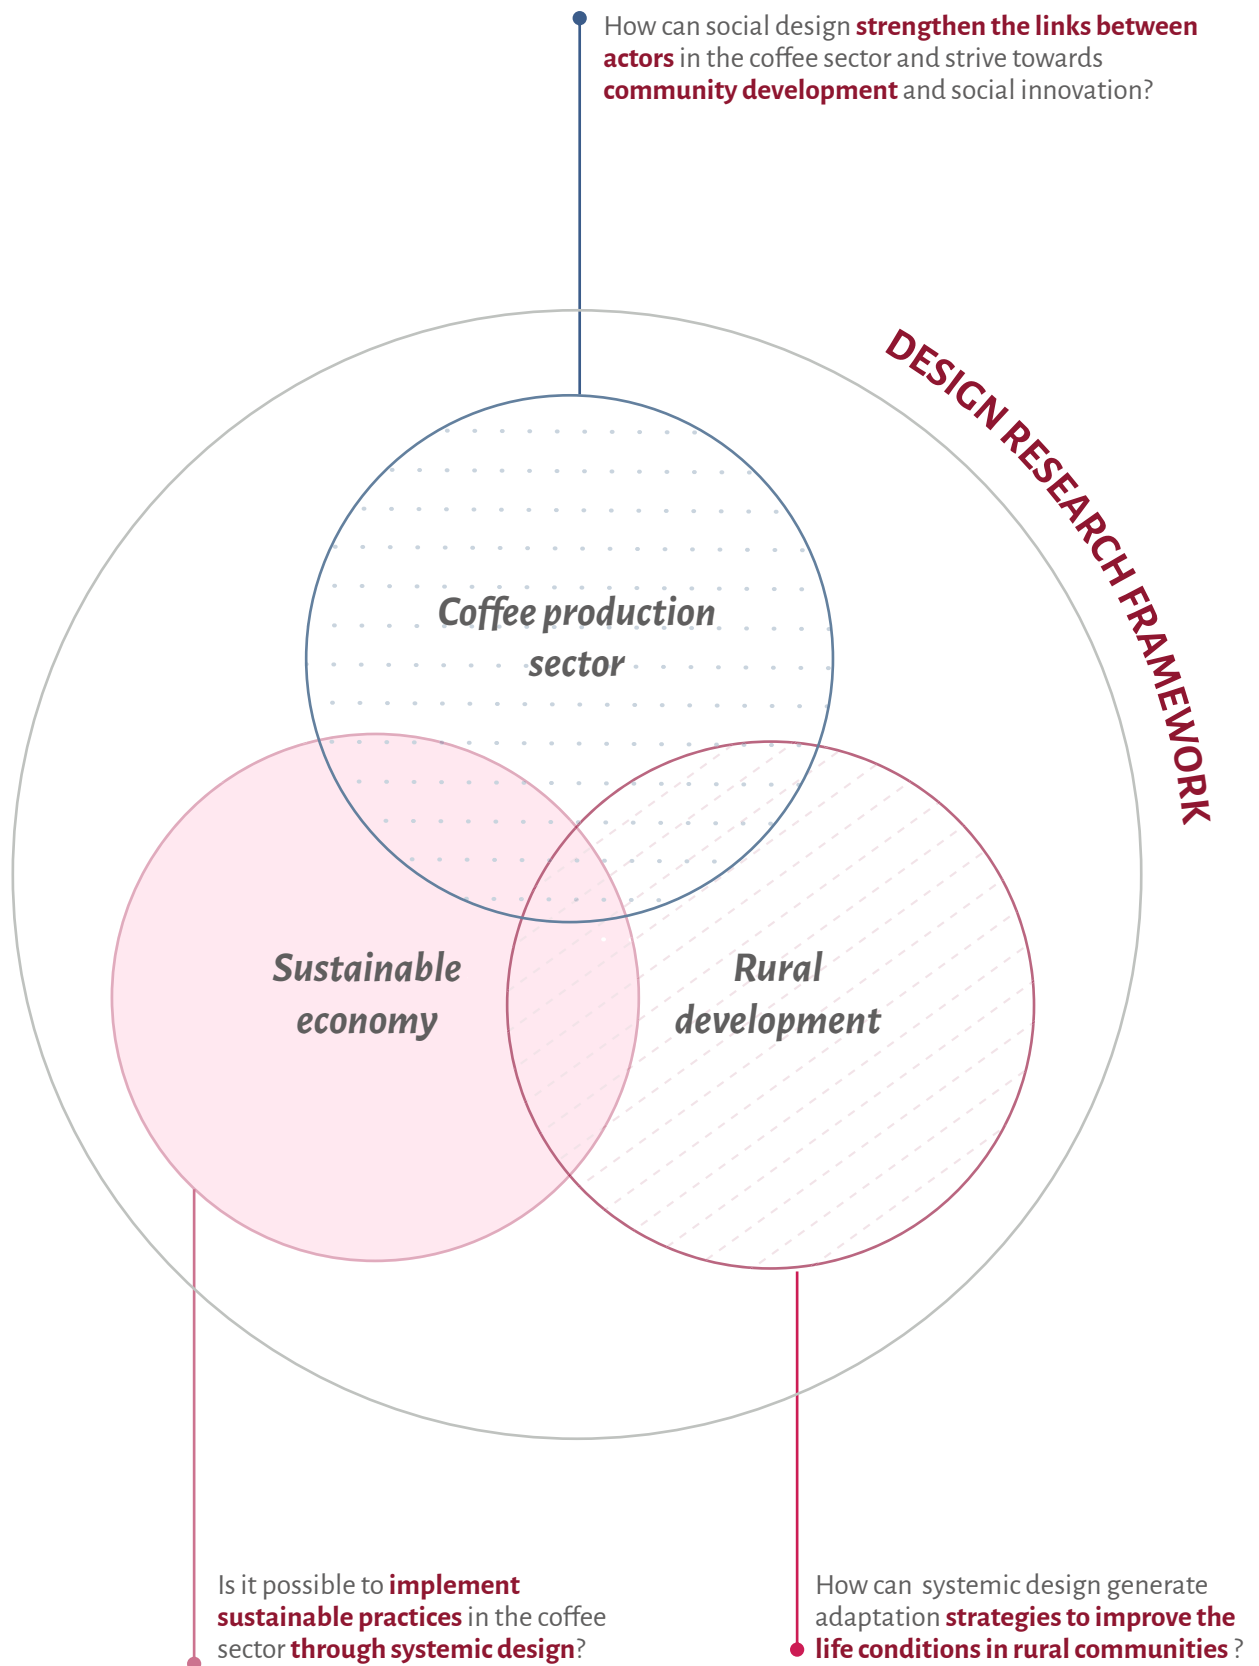 How can social design strengthen the links between
actors in the coffee sector and strive towards
community development and social innovation?
DESIGN RESEARCH FRAMEWORK
Coffee production
sector
Sustainable
economy
Rural
development
Is it possible to implement
sustainable practices in the coffee
sector through systemic design?
How can  systemic design generate
adaptation strategies to improve the
life conditions in rural communities ?